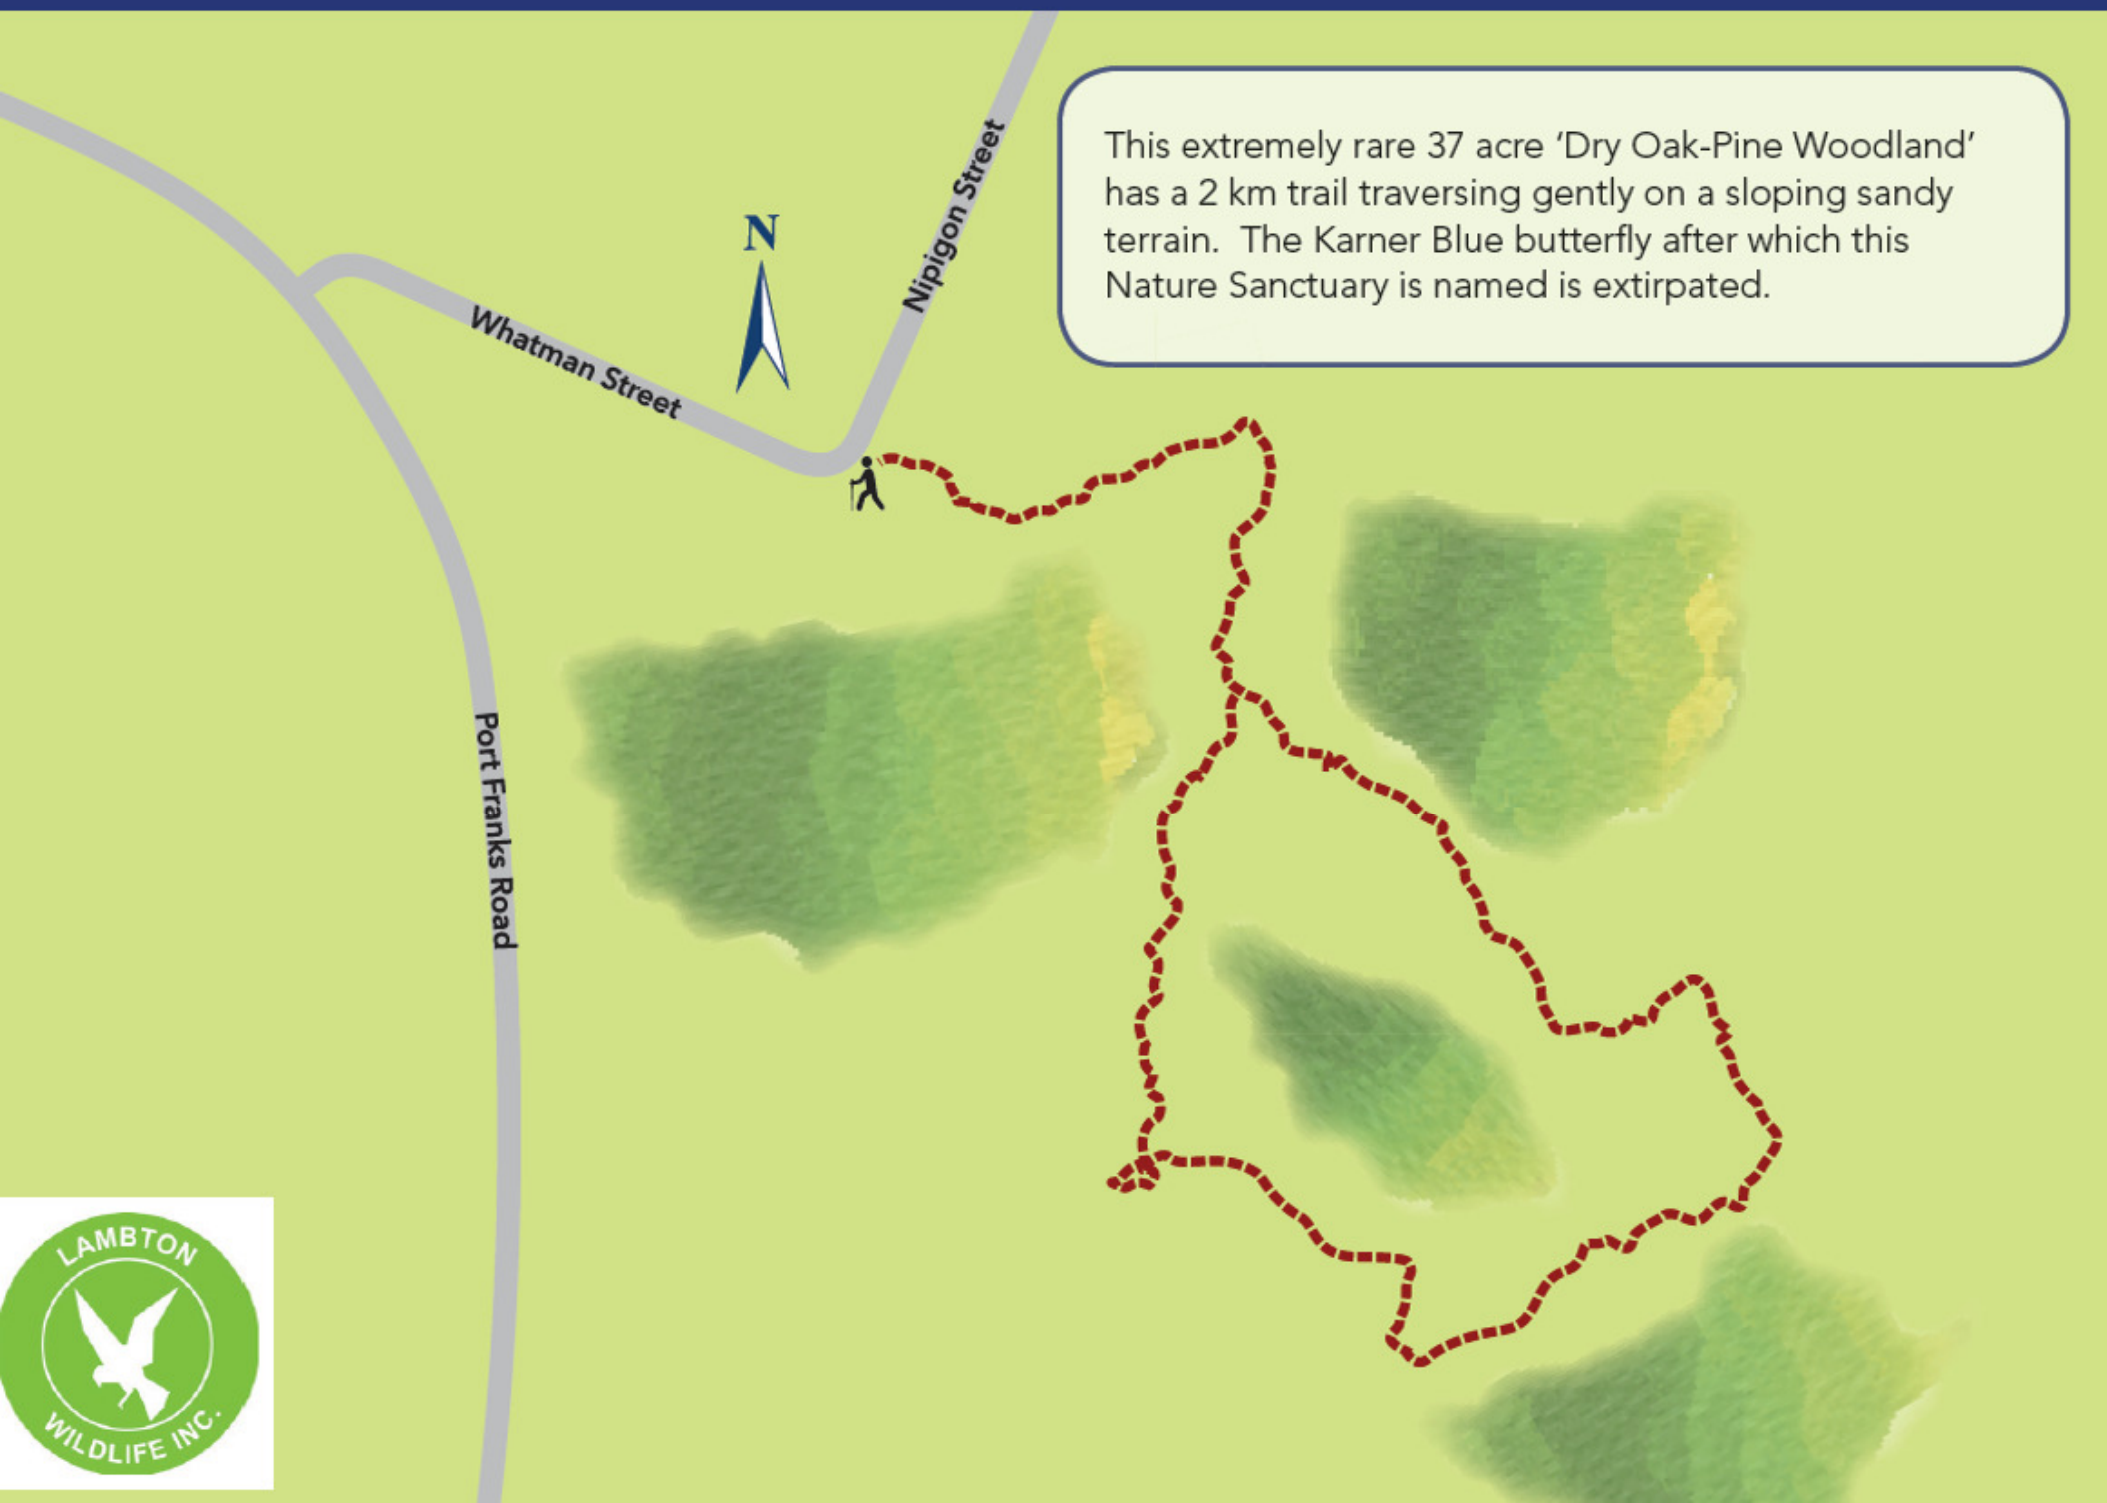 This extremely rare 37 acre ‘Dry Oak-Pine Woodland’
has a 2 km trail traversing gently on a sloping sandy
terrain.  The Karner Blue butterfly after which this
Nature Sanctuary is named is extirpated.
Nipigon Street
N
Whatman Street
Port Franks Road
LAMBTON
WILDLIFE INC.